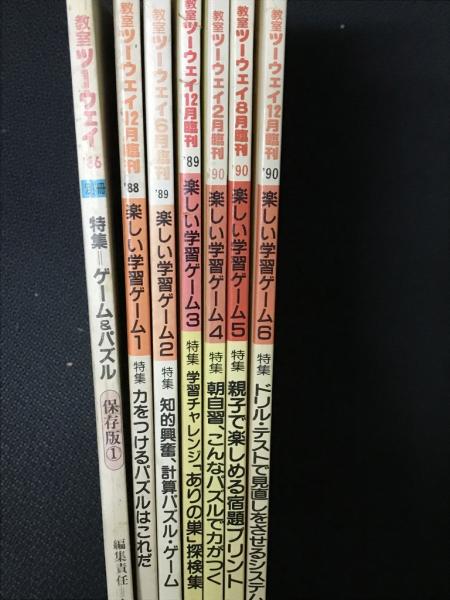 教室ツーウェイ '86 別冊 特集=ゲーム&パズル 保存版① 編集責任=
教室ツーウェイ12月臨刊 '88 楽しい学習ゲーム1 特集 力をつけるパズルはこれだ
教室ツーウェイ6月臨刊 '89 楽しい学習ゲーム2 特集 知的興奮、計算パズル・ゲーム
教室ツーウェイ12月臨刊 '89 楽しい学習ゲーム3 特集 学習チャレンジ「ありの巣」探検集
教室ツーウェイ2月臨刊 '90 楽しい学習ゲーム4 特集 朝自習、こんなパズルで力がつく
教室ツーウェイ8月臨刊 '90 楽しい学習ゲーム5 特集 親子で楽しめる宿題プリント
教室ツーウェイ12月臨刊 '90 楽しい学習ゲーム6 特集 ドリル・テストで見直しをさせるシステム